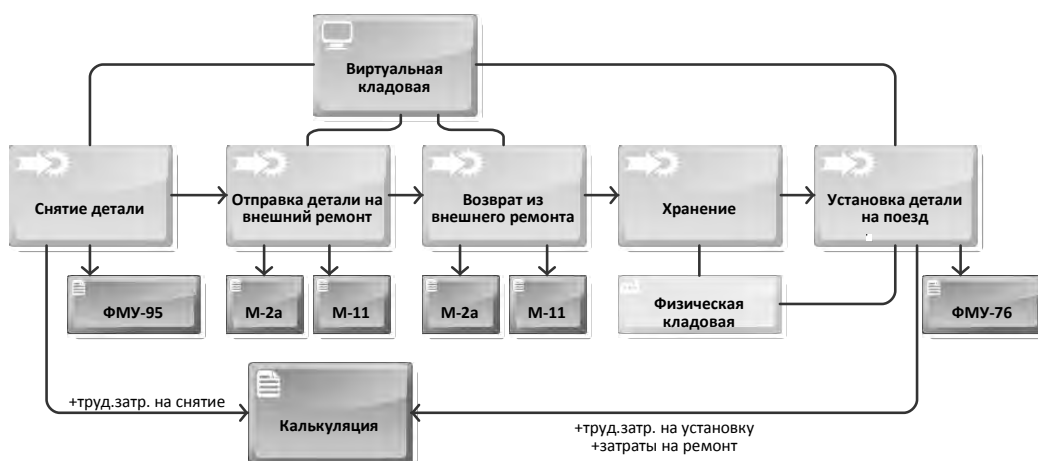 Виртуальная
кладовая
Снятие детали
Отправка детали на
внешний ремонт
Возврат из
внешнего ремонта
Хранение
Установка детали
на поезд
ФМУ-95
М-2а
М-11
М-2а
М-11
Физическая
кладовая
ФМУ-76
+труд.затр. на снятие
Калькуляция
+труд.затр. на установку
+затраты на ремонт